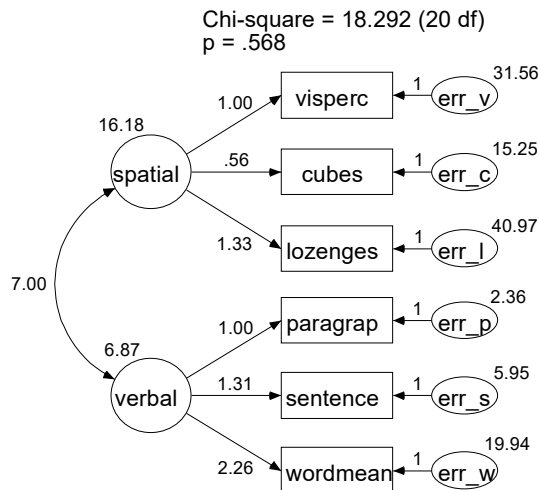 Chi-square = 18.292 (20 df)
p = .568
31.56
1.00
visperc
1
err_v
16.18
15.25
spatial
.56
cubes
1
err_c
40.97
1.33
lozenges
1
err_l
7.00
2.36
1.00
paragrap
1
err_p
6.87
5.95
verbal
1.31
sentence
1
err_s
19.94
2.26
wordmean
1
err_w